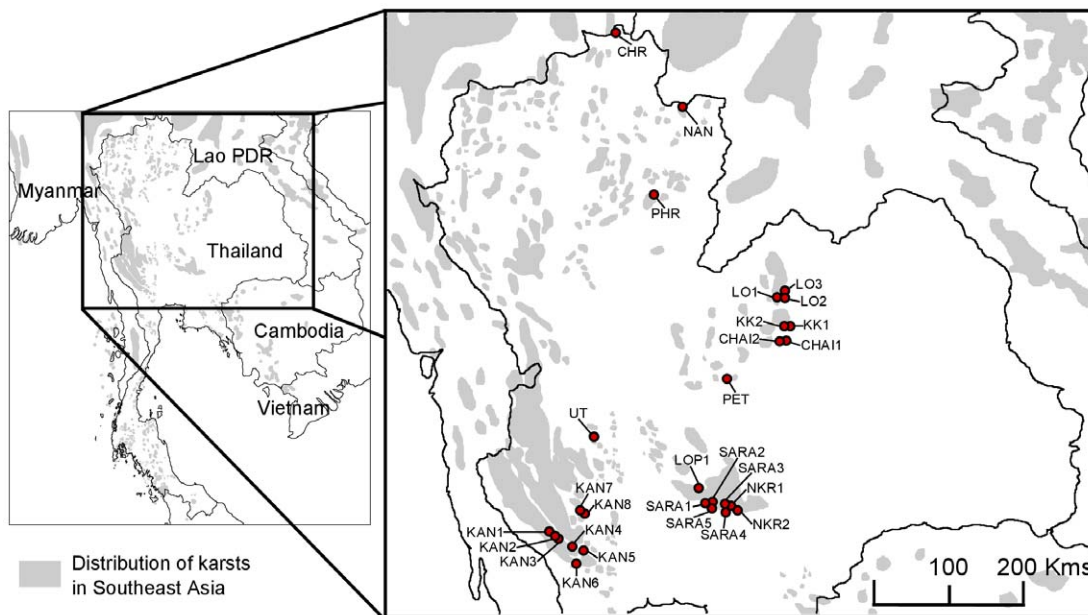 Myanmar
Lao PDR
Thailand
Cambodia
Vietnam
Distribution of karsts
in Southeast Asia
CHR
NAN
PHR
LO3
LO1
LO2
KK2
KK1
CHAI2
CHAI1
PET
UT
SARA2
LOP1
SARA3
KAN7
NKR1
KAN8
SARA1
KAN1
KAN4
SARA5
NKR2
KAN2
SARA4
KAN3
KAN5
KAN6
100
200 Kms